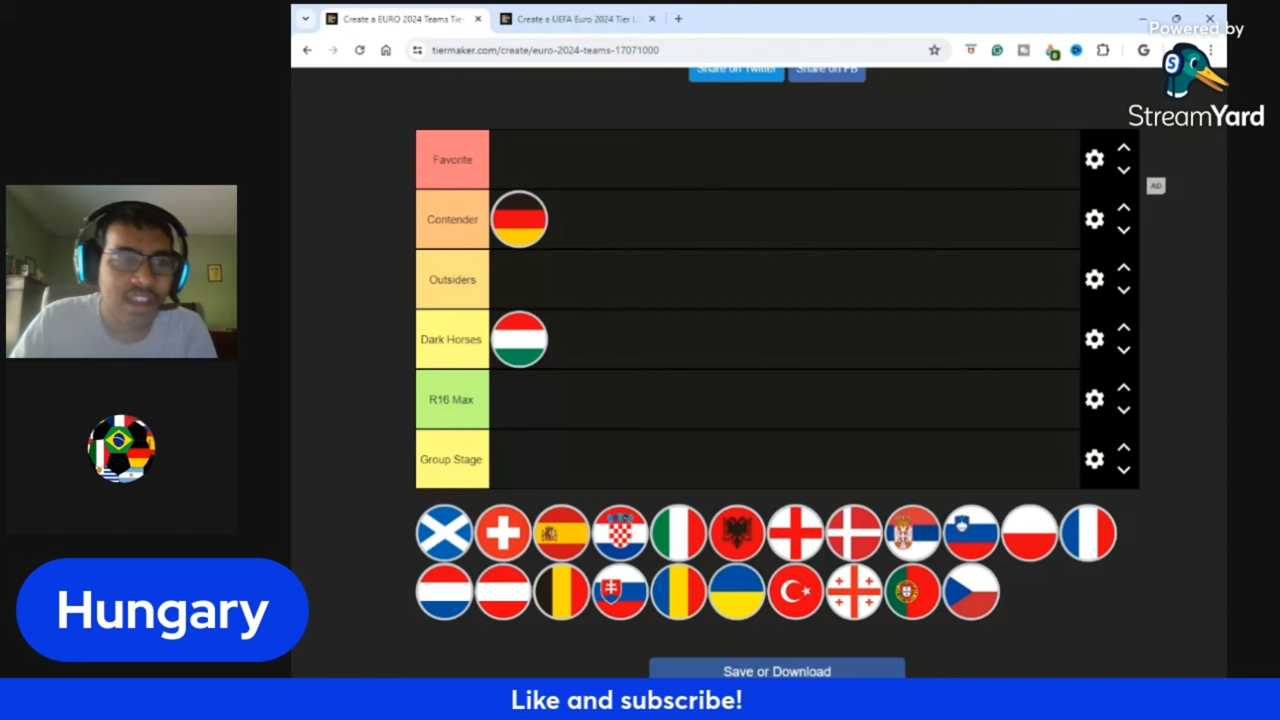 Create a EURO 2024 Teams Tie
Create a UEFA Euro 2024 Tier L
tiermaker.com/create/euro-2024-teams-17071000
Powered by
StreamYard
Share on Twitter
Share on FB
Favorite
AD
Contender
Outsiders
Dark Horses
R16 Max
Group Stage
Hungary
Save or Download
Like and subscribe!